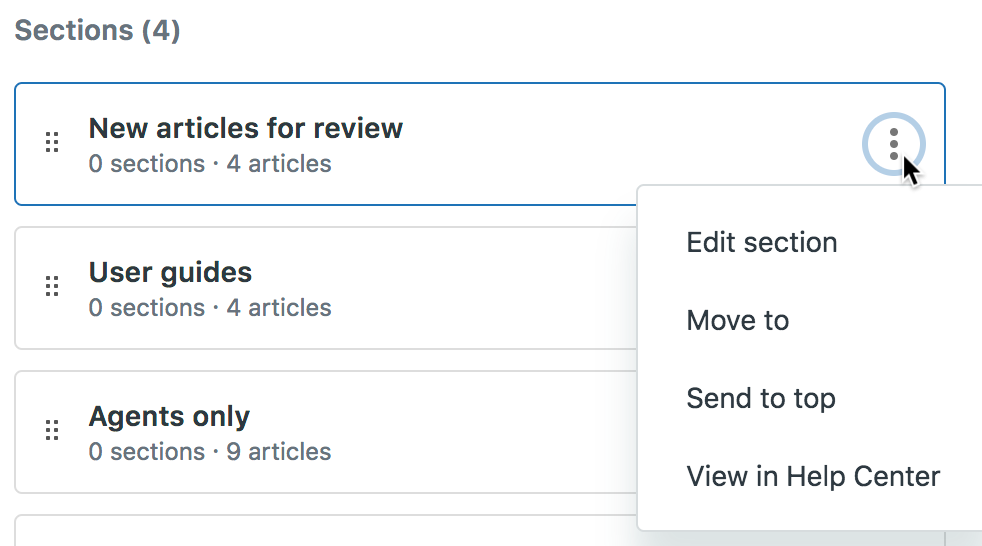 Sections (4)
New articles for review
0 sections · 4 articles
Edit section
User guides
0 sections · 4 articles
Move to
Send to top
Agents only
0 sections · 9 articles
View in Help Center